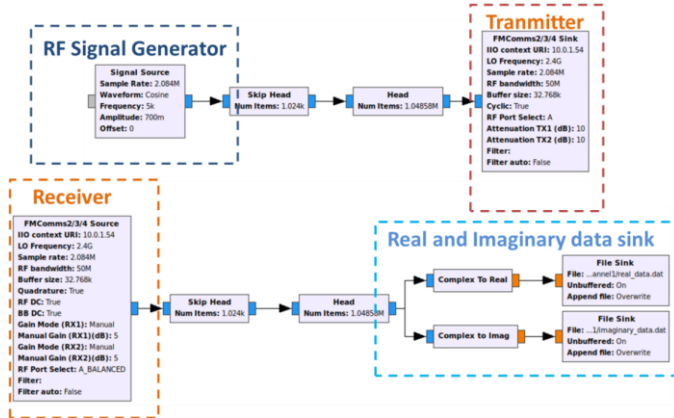 RF Signal Generator
Signal Source
Sample Rate: 2.084M
Waveform: Cosine
Frequency: 5k
Amplitude: 700m
Offset: 0
Skip Head
Num Items: 1.024k
Head
Num Items: 1.04858M
Tranmitter
FMComms2/3/4 Sink
IIO context URI: 10.0.1.54
LO Frequency: 2.4G
Sample rate: 2.084M
RF bandwidth: 50M
Buffer size: 32.768k
Cyclic: True
RF Port Select: A
Attenuation TX1 (dB): 10
Attenuation TX2 (dB): 10
Filter:
Filter auto: False
Receiver
FMComms2/3/4 Source
IIO context URI: 10.0.1.54
LO Frequency: 2.4G
Sample rate: 2.084M
RF bandwidth: 50M
Buffer size: 32.768k
Quadrature: True
RF DC: True
BB DC: True
Gain Mode (RX1): Manual
Manual Gain (RX1)(dB): 5
Gain Mode (RX2): Manual
Manual Gain (RX2)(dB): 5
RF Port Select: A_BALANCED
Filter:
Filter auto: False
Skip Head
Num Items: 1.024k
Head
Num Items: 1.04858M
Real and Imaginary data sink
Complex To Real
File Sink
File: ...annel1/real_data.dat
Unbuffered: On
Append file: Overwrite
Complex to Imag
File Sink
File: ...1/imaginary_data.dat
Unbuffered: On
Append file: Overwrite